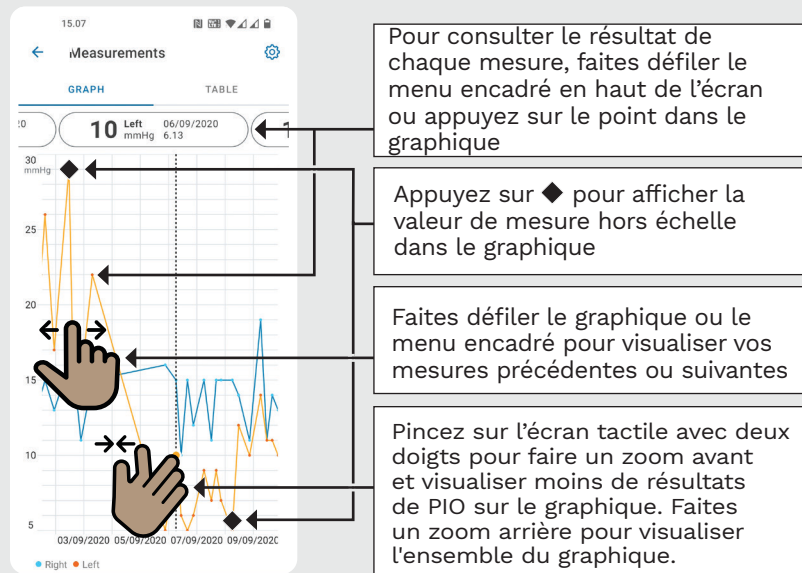 15.07
Measurements
GRAPH TABLE
10 Left 06/09/2020
mmHg 6.13
30
mmHg
25
20
15
10
5
03/09/2020 05/09/2020 07/09/2020 09/09/2020
Right Left
Pour consulter le résultat de
chaque mesure, faites défiler le
menu encadré en haut de l’écran
ou appuyez sur le point dans le
graphique
Appuyez sur ◆ pour afficher la
valeur de mesure hors échelle
dans le graphique
Faites défiler le graphique ou le
menu encadré pour visualiser vos
mesures précédentes ou suivantes
Pincez sur l’écran tactile avec deux
doigts pour faire un zoom avant
et visualiser moins de résultats
de PIO sur le graphique. Faites
un zoom arrière pour visualiser
l'ensemble du graphique.